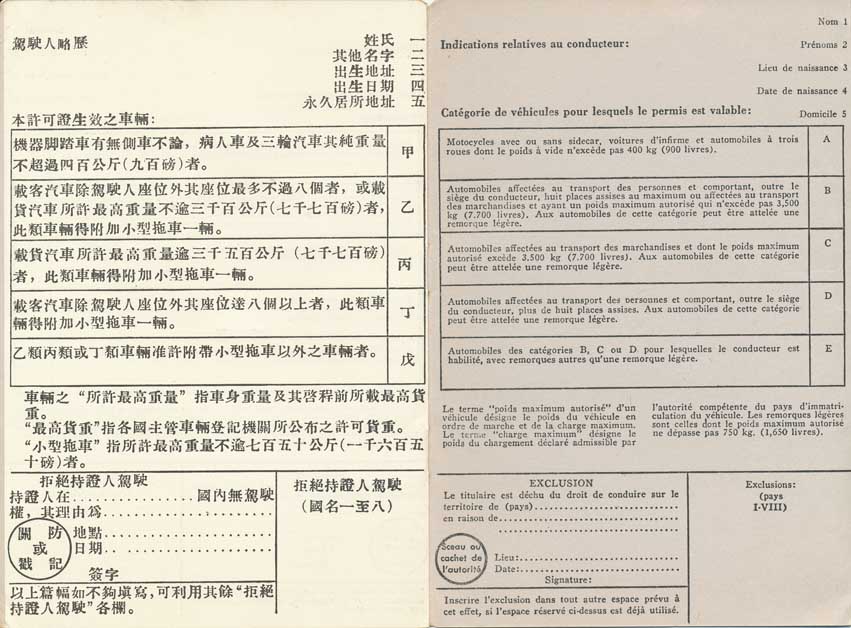 駕駛人略歷
姓氏 一
其他名字 二
出生地址 三
出生日期 四
永久居所地址 五
本許可證生效之車輛：
機器脚踏車有無側車不論，病人車及三輪汽車其純重量
不超過四百公斤(九百磅)者。
甲
載客汽車除駕駛人座位外其座位最多不過八個者，或載
貨汽車所許最高重量不逾三千百公斤(七千七百磅)者，
此類車輛得附加小型拖車一輛。
乙
載貨汽車所許最高重量逾三千五百公斤 (七千七百磅)
者，此類車輛得附加小型拖車一輛。
丙
載客汽車除駕駛人座位外其座位達八個以上者，此類車
輛得附加小型拖車一輛。
丁
乙類丙類或丁類車輛准許附帶小型拖車以外之車輛者。
戊
車輛之“所許最高重量”指車身重量及其啓程前所載最高貨
重。
“最高貨重”指各國主管車輛登記機關所公布之許可貨重。
“小型拖車”指所許最高重量不逾七百五十公斤(一千六百五
十磅)者。
拒絕持證人駕駛
持證人在................國內無駕駛
權，其理由爲................
關防
或
戳記
地點................
日期................
簽字
拒絕持證人駕駛
(國名一至八)
以上篇幅如不夠填寫，可利用其餘“拒絕
持證人駕駛”各欄。
Nom 1
Indications relatives au conducteur:
Prénoms 2
Lieu de naissance 3
Date de naissance 4
Catégorie de véhicules pour lesquels le permis est valable:
Domicile 5
Motocycles avec ou sans sidecar, voitures d'infirme et automobiles à trois
roues dont le poids à vide n'excède pas 400 kg (900 livres).
A
Automobiles affectées au transport des personnes et comportant, outre le
siège du conducteur, huit places assises au maximum ou affectées au transport
des marchandises et ayant un poids maximum autorisé qui n'excède pas 3,500
kg (7.700 livres). Aux automobiles de cette catégorie peut être attelée une
remorque légère.
B
Automobiles affectées au transport des marchandises et dont le poids maximum
autorisé excède 3.500 kg (7.700 livres). Aux automobiles de cette catégorie
peut être attelée une remorque légère.
C
Automobiles affectées au transport des personnes et comportant, outre le siège
du conducteur, plus de huit places assises. Aux automobiles de cette catégorie
peut être attelée une remorque légère.
D
Automobiles des catégories B, C ou D pour lesquelles le conducteur est
habilité, avec remorques autres qu'une remorque légère.
E
Le terme "poids maximum autorisé" d'un
véhicule désigne le poids du véhicule en
ordre de marche et de la charge maximum.
Le terme "charge maximum" désigne le
poids du chargement déclaré admissible par
l'autorité compétente du pays d'immatri-
culation du véhicule. Les remorques légères
sont celles dont le poids maximum autorisé
ne dépasse pas 750 kg. (1,650 livres).
EXCLUSION
Le titulaire est déchu du droit de conduire sur le
territoire de (pays)................
en raison de................
Sceau ou
cachet de
l'autorité
Lieu:................
Date:................
Signature:
Exclusions:
(pays
I-VIII)
Inscrire l'exclusion dans tout autre espace prévu à
cet effet, si l'espace réservé ci-dessus est déjà utilisé.